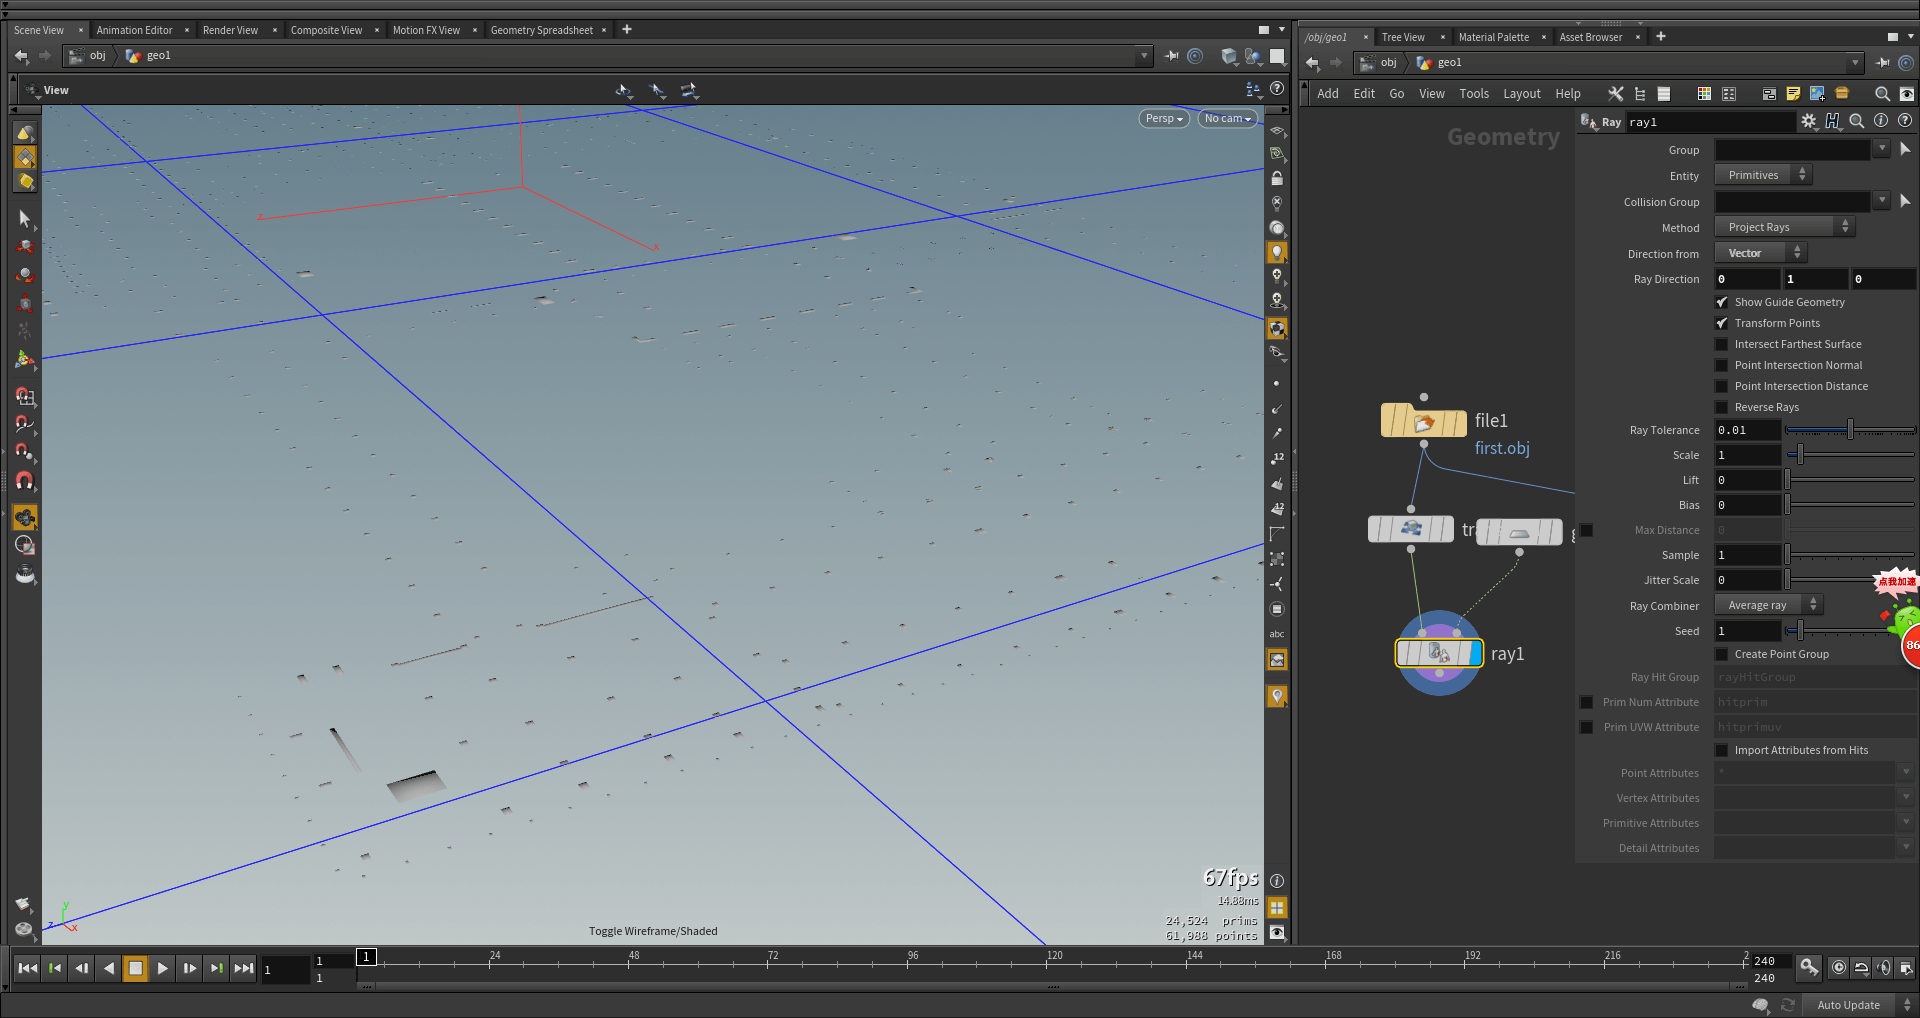 Scene View
Animation Editor
Render View
Composite View
Motion FX View
Geometry Spreadsheet
obj
geo1
View
Persp
No cam
z
x
67fps
14.88ms
24,524 prims
61,988 points
Toggle Wireframe/Shaded
y
z
x
12
12
abc
/obj/geo1
Tree View
Material Palette
Asset Browser
obj
geo1
Add Edit Go View Tools Layout Help
Geometry
file1
first.obj
ray1
Ray ray1
Group
Entity Primitives
Collision Group
Method Project Rays
Direction from Vector
Ray Direction 0 1 0
Show Guide Geometry
Transform Points
Intersect Farthest Surface
Point Intersection Normal
Point Intersection Distance
Reverse Rays
Ray Tolerance 0.01
Scale 1
Lift 0
Bias 0
Max Distance 0
Sample 1
Jitter Scale 0
Ray Combiner Average ray
Seed 1
Create Point Group
Ray Hit Group rayHitGroup
Prim Num Attribute hitprim
Prim UVW Attribute hitprimuv
Import Attributes from Hits
Point Attributes *
Vertex Attributes
Primitive Attributes
Detail Attributes
点我加速
86
1
1
1
1
24 48 72 96 120 144 168 192 216 2
240
240
Auto Update